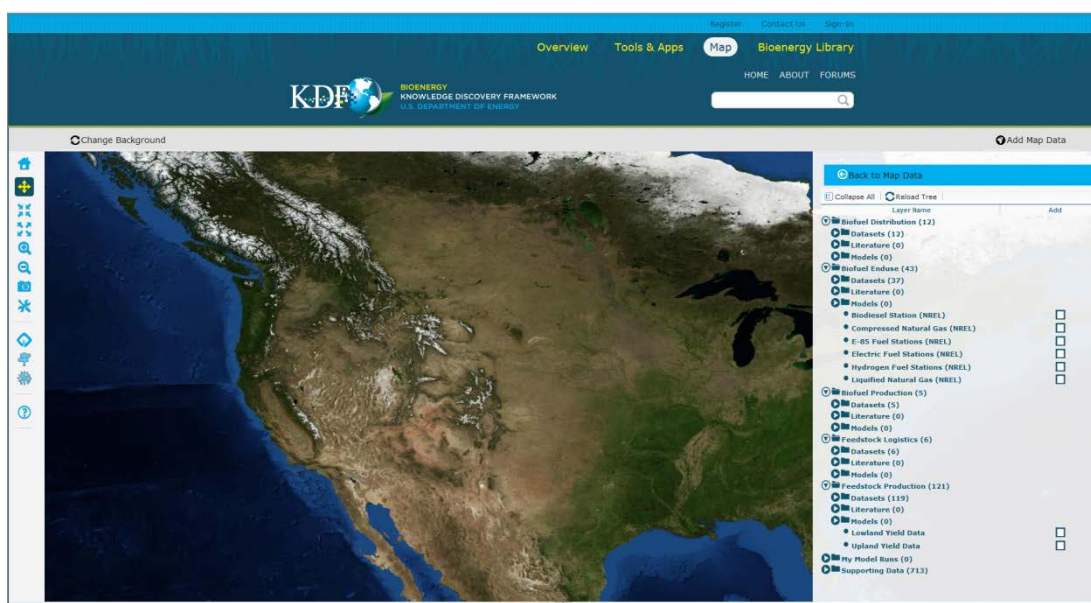 Register Contact Us Sign-In
Overview Tools & Apps Map Bioenergy Library
HOME ABOUT FORUMS
KDF
BIOENERGY
KNOWLEDGE DISCOVERY FRAMEWORK
U.S. DEPARTMENT OF ENERGY
Change Background
Add Map Data
Back to Map Data
Collapse All Reload Tree
Layer Name Add
Biofuel Distribution (12)
Datasets (12)
Literature (0)
Models (0)
Biofuel Enduse (43)
Datasets (37)
Literature (0)
Models (0)
Biodiesel Station (NREL)
Compressed Natural Gas (NREL)
E-85 Fuel Stations (NREL)
Electric Fuel Stations (NREL)
Hydrogen Fuel Stations (NREL)
Liquified Natural Gas (NREL)
Biofuel Production (5)
Datasets (5)
Literature (0)
Models (0)
Feedstock Logistics (6)
Datasets (6)
Literature (0)
Models (0)
Feedstock Production (121)
Datasets (119)
Literature (0)
Models (0)
Lowland Yield Data
Upland Yield Data
My Model Runs (0)
Supporting Data (713)